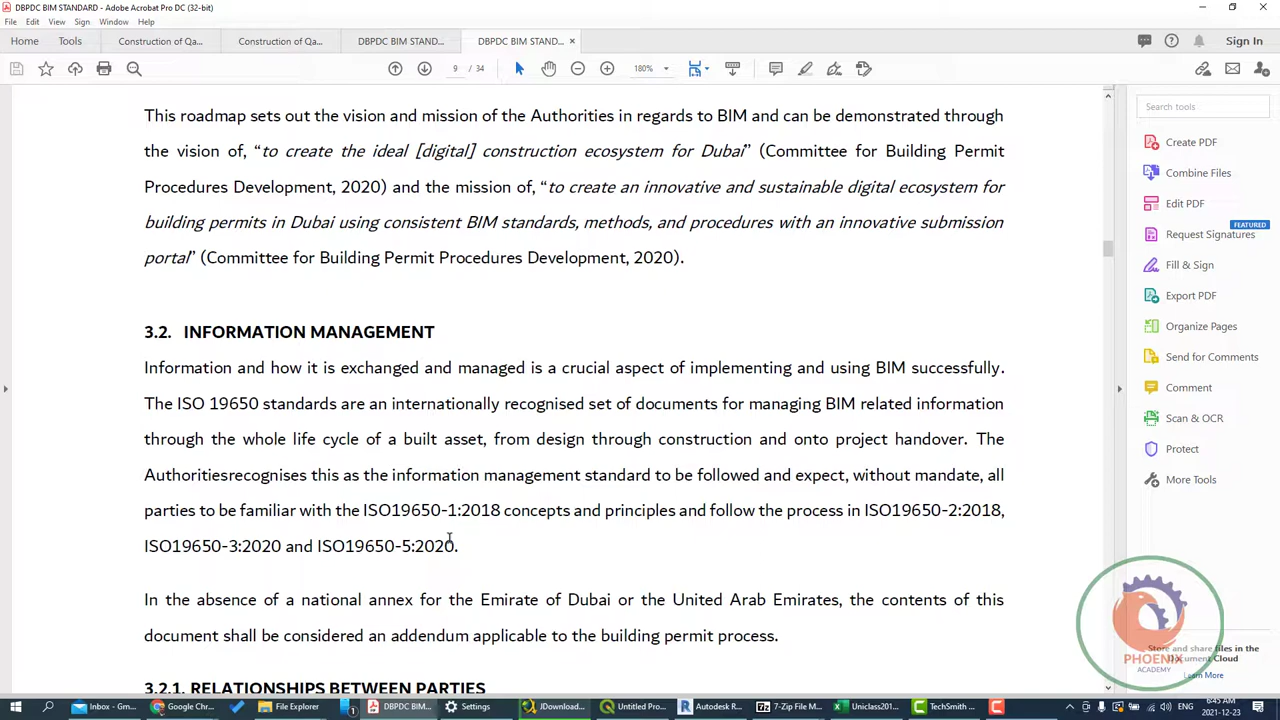 DBPDC BIM STANDARD - Adobe Acrobat Pro DC (32-bit)
File Edit View Sign Window Help
Home Tools Construction of Qa... Construction of Qa... DBPDC BIM STAND... DBPDC BIM STAND... × Sign In
9 / 34 180%
This roadmap sets out the vision and mission of the Authorities in regards to BIM and can be demonstrated through
the vision of, “to create the ideal [digital] construction ecosystem for Dubai” (Committee for Building Permit
Procedures Development, 2020) and the mission of, “to create an innovative and sustainable digital ecosystem for
building permits in Dubai using consistent BIM standards, methods, and procedures with an innovative submission
portal” (Committee for Building Permit Procedures Development, 2020).
3.2. INFORMATION MANAGEMENT
Information and how it is exchanged and managed is a crucial aspect of implementing and using BIM successfully.
The ISO 19650 standards are an internationally recognised set of documents for managing BIM related information
through the whole life cycle of a built asset, from design through construction and onto project handover. The
Authoritiesrecognises this as the information management standard to be followed and expect, without mandate, all
parties to be familiar with the ISO19650-1:2018 concepts and principles and follow the process in ISO19650-2:2018,
ISO19650-3:2020 and ISO19650-5:2020.
In the absence of a national annex for the Emirate of Dubai or the United Arab Emirates, the contents of this
document shall be considered an addendum applicable to the building permit process.
3.2.1. RELATIONSHIPS BETWEEN PARTIES
Search tools
Create PDF
Combine Files
Edit PDF
FEATURED
Request Signatures
Fill & Sign
Export PDF
Organize Pages
Send for Comments
Comment
Scan & OCR
Protect
More Tools
Store and share files in the
Document Cloud
Learn More
PHOENIX
ACADEMY
Inbox - Gm... Google Chr... File Explorer 1 DBPDC BIM... Settings JDownload... Untitled Pro... Autodesk R... 7-Zip File M... Uniclass201... TechSmith ...
6:45 AM
2021-12-23